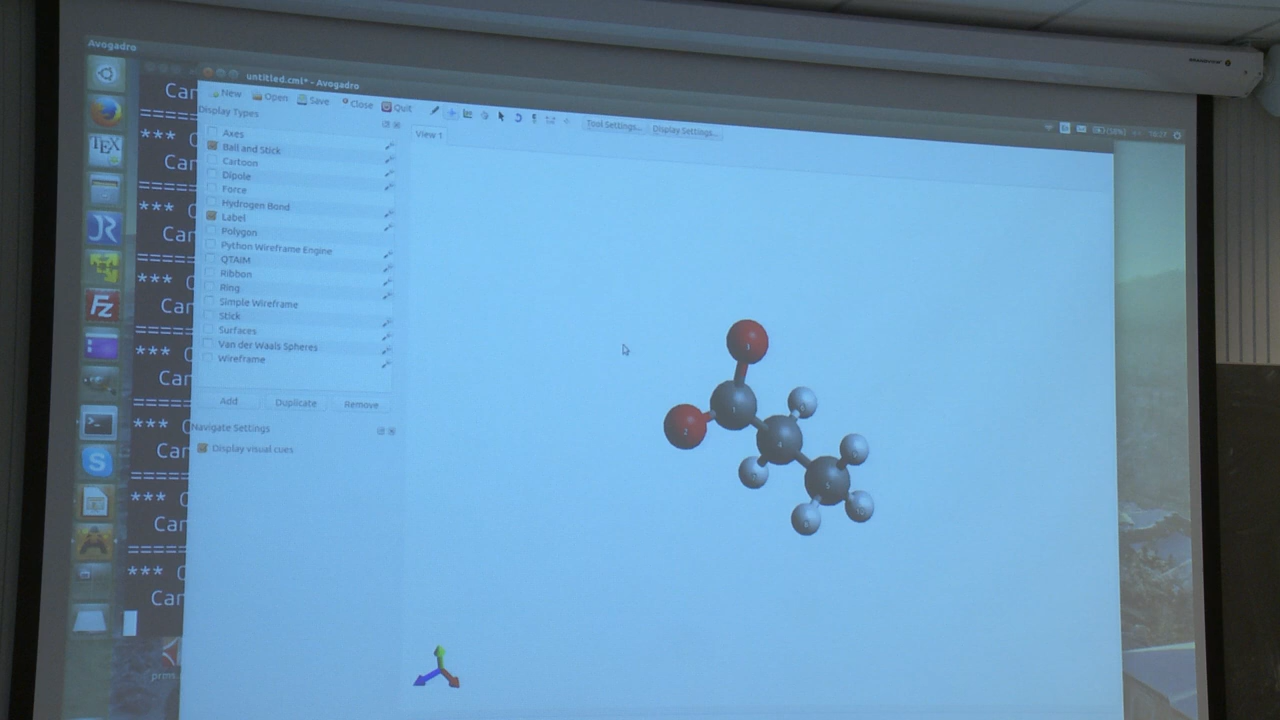 Avogadro
untitled.cml* - Avogadro
New Open Save Close Quit
Tool Settings... Display Settings...
Display Types
View 1
Axes
Ball and Stick
Cartoon
Dipole
Force
Hydrogen Bond
Label
Polygon
Python Wireframe Engine
QTAIM
Ribbon
Ring
Simple Wireframe
Stick
Surfaces
Van der Waals Spheres
Wireframe
Add Duplicate Remove
Navigate Settings
Display visual cues
TEX
JR
Fz
S
Car
=====
*** C
Car
=====
*** C
Car
=====
*** C
Car
=====
*** C
Car
=====
*** C
Car
=====
*** C
Car
=====
*** C
Car